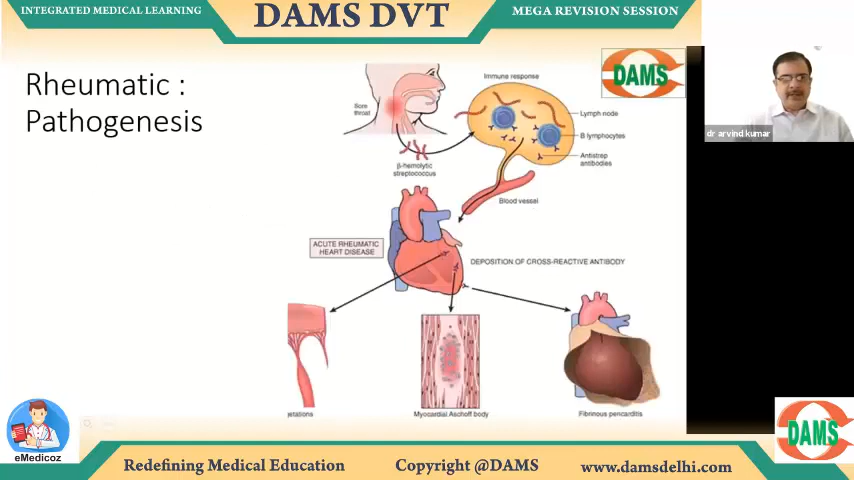 INTEGRATED MEDICAL LEARNING
DAMS DVT
MEGA REVISION SESSION
Rheumatic :
Pathogenesis
DAMS
dr arvind kumar
Immune response
Sore
throat
Lymph node
B lymphocytes
Antistrep
antibodies
β-hemolytic
streptococcus
Blood vessel
ACUTE RHEUMATIC
HEART DISEASE
DEPOSITION OF CROSS-REACTIVE ANTIBODY
etations
Myocardial Aschoff body
Fibrinous pericarditis
eMedicoz
DAMS
Redefining Medical Education
Copyright @DAMS
www.damsdelhi.com